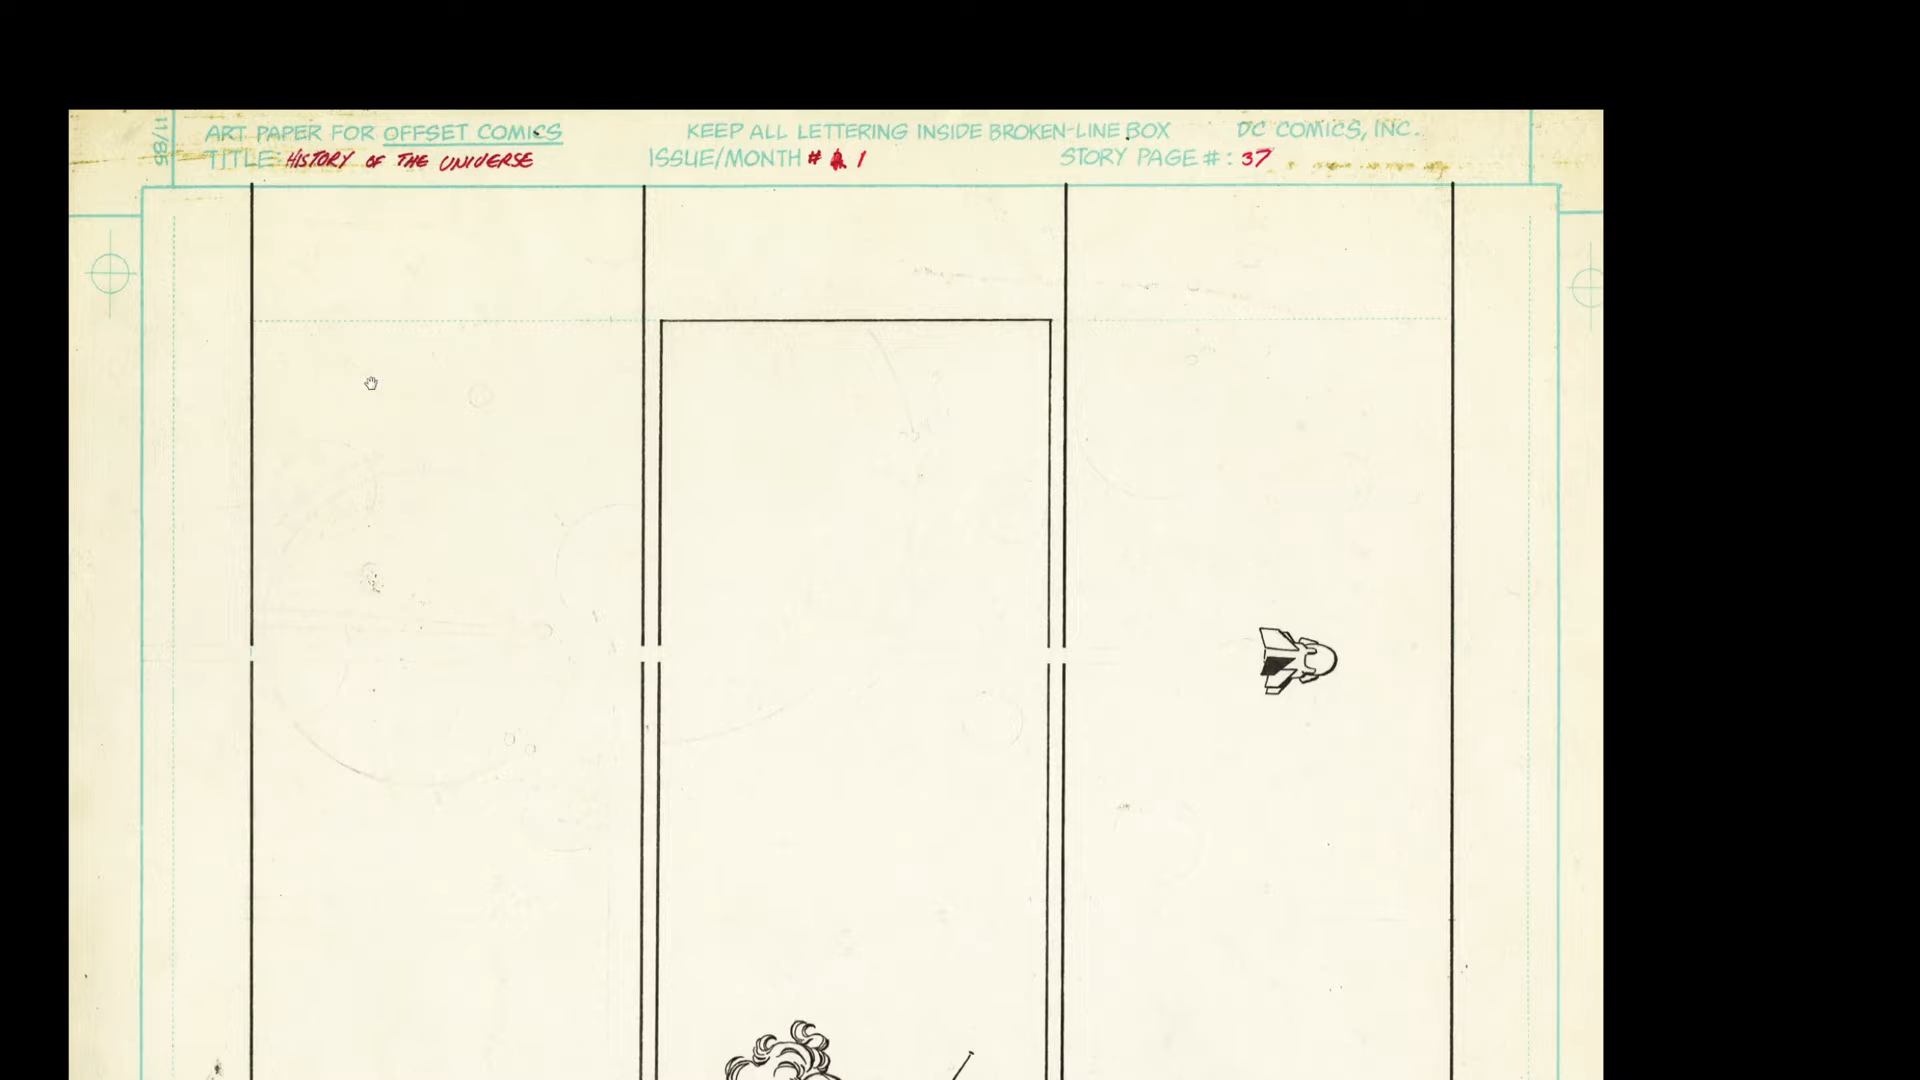 11/85
ART PAPER FOR OFFSET COMICS KEEP ALL LETTERING INSIDE BROKEN-LINE BOX DC COMICS, INC.
TITLE: HISTORY OF THE UNIVERSE ISSUE/MONTH # 1 STORY PAGE #: 37